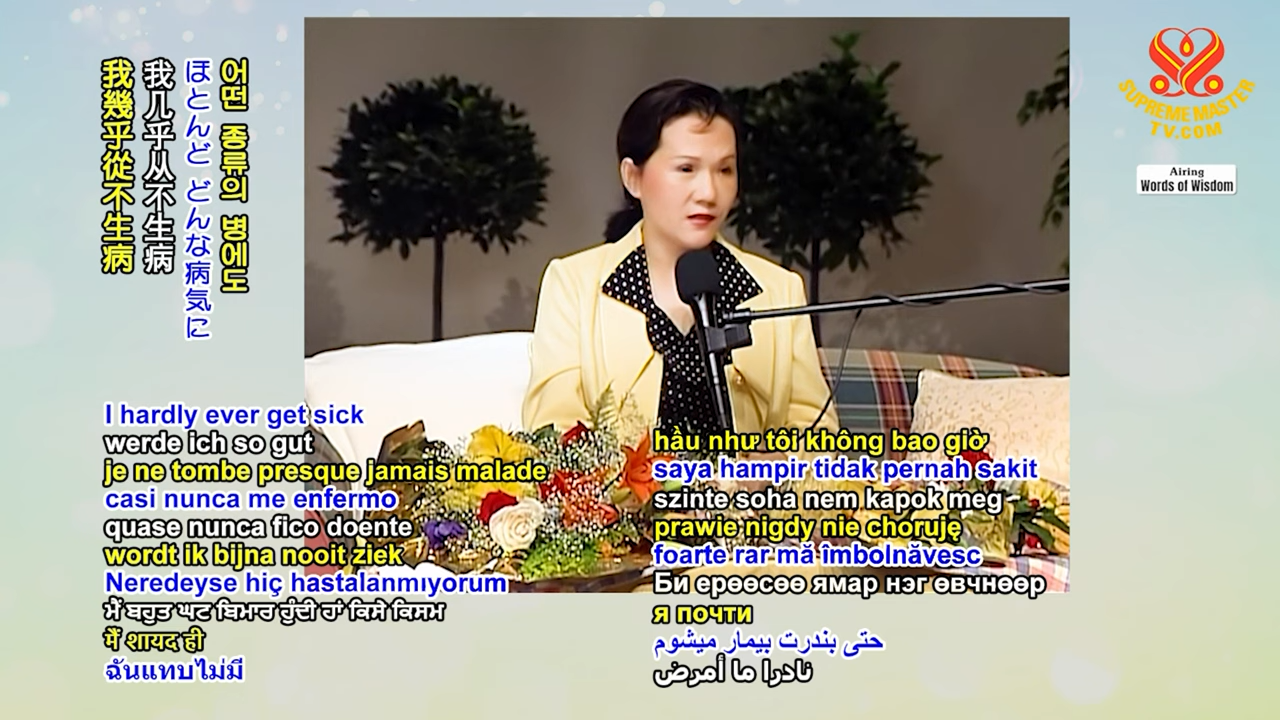 我幾乎從不生病
我几乎从不生病
ほとんど どんな病気に
어떤 종류의 병에도
SUPREME MASTER
TV.COM
Airing
Words of Wisdom
I hardly ever get sick
werde ich so gut
je ne tombe presque jamais malade
casi nunca me enfermo
quase nunca fico doente
wordt ik bijna nooit ziek
Neredeyse hiç hastalanmıyorum
ਮੈਂ ਬਹੁਤ ਘਟ ਬਿਮਾਰ ਹੁੰਦੀ ਹਾਂ ਕਿਸੇ ਕਿਸਮ
मैं शायद ही
ฉันแทบไม่มี
hầu như tôi không bao giờ
saya hampir tidak pernah sakit
szinte soha nem kapok meg
prawie nigdy nie choruję
foarte rar mă îmbolnăvesc
Би ерөөсөө ямар нэг өвчнөөр
я почти
حتی بندرت بیمار میشوم
نادرا ما أمرض